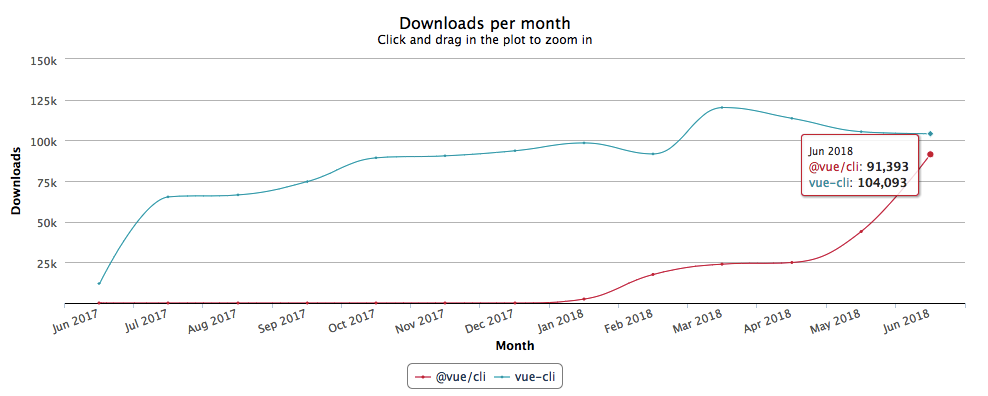 Downloads per month
Click and drag in the plot to zoom in
150k
125k
100k
75k
50k
25k
Downloads
Jun 2018
@vue/cli: 91,393
vue-cli: 104,093
Jun 2017
Jul 2017
Aug 2017
Sep 2017
Oct 2017
Nov 2017
Dec 2017
Jan 2018
Feb 2018
Mar 2018
Apr 2018
May 2018
Jun 2018
Month
@vue/cli
vue-cli